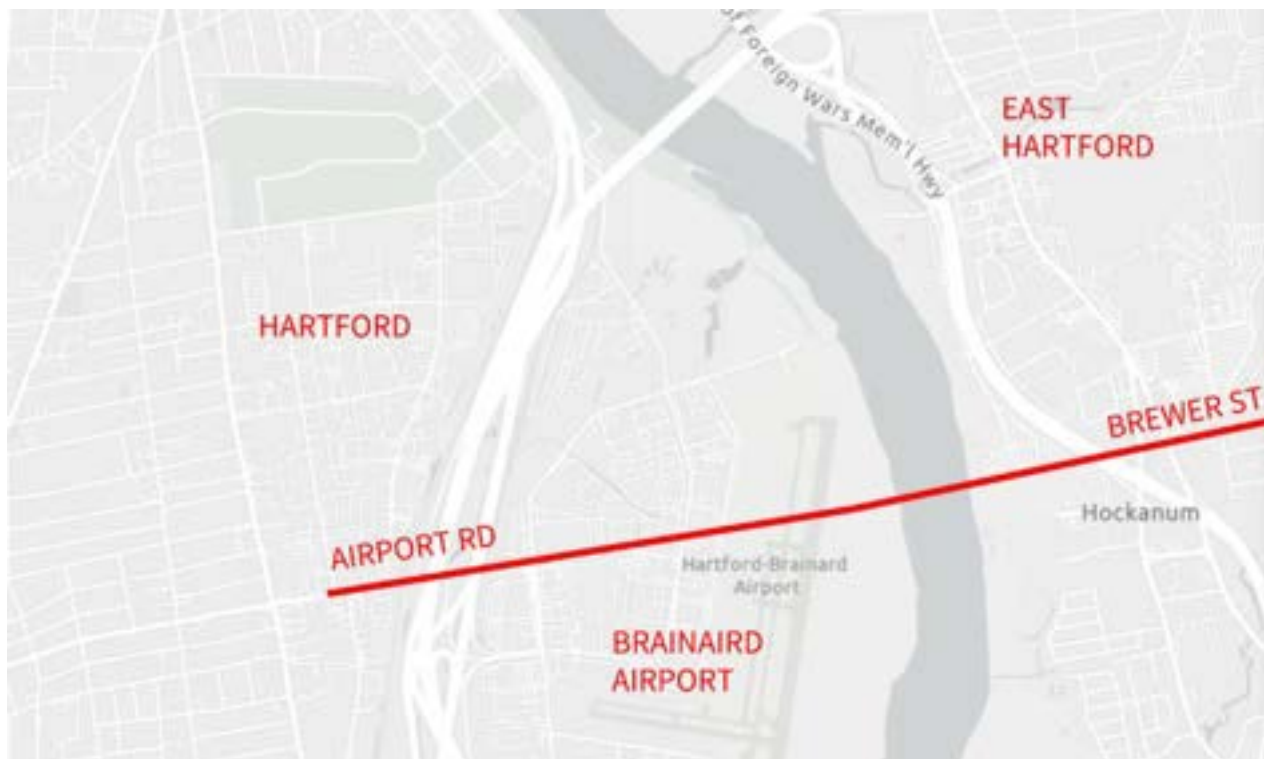 of Foreign Wars Mem'l Hwy
EAST
HARTFORD
HARTFORD
BREWER ST
AIRPORT RD
Hockanum
Hartford-Brainard
Airport
BRAINAIRD
AIRPORT